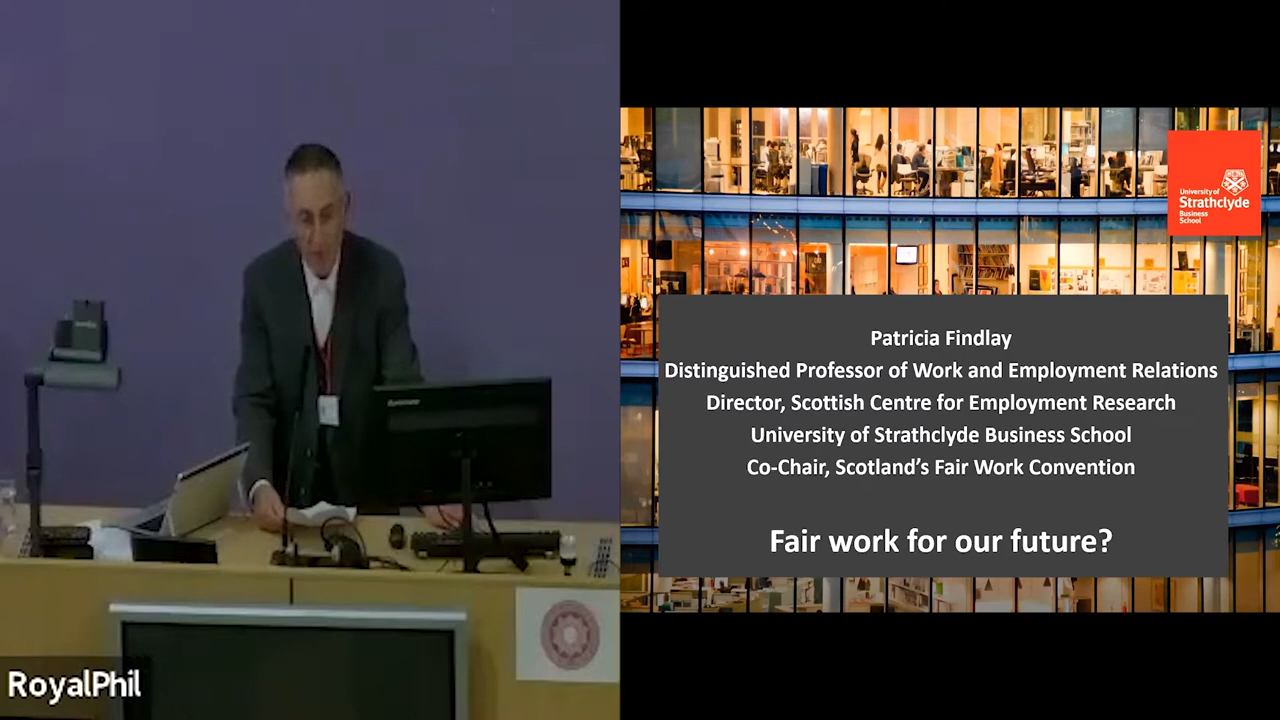 University of
Strathclyde
Business
School
Patricia Findlay
Distinguished Professor of Work and Employment Relations
Director, Scottish Centre for Employment Research
University of Strathclyde Business School
Co-Chair, Scotland's Fair Work Convention
Fair work for our future?
RoyalPhil